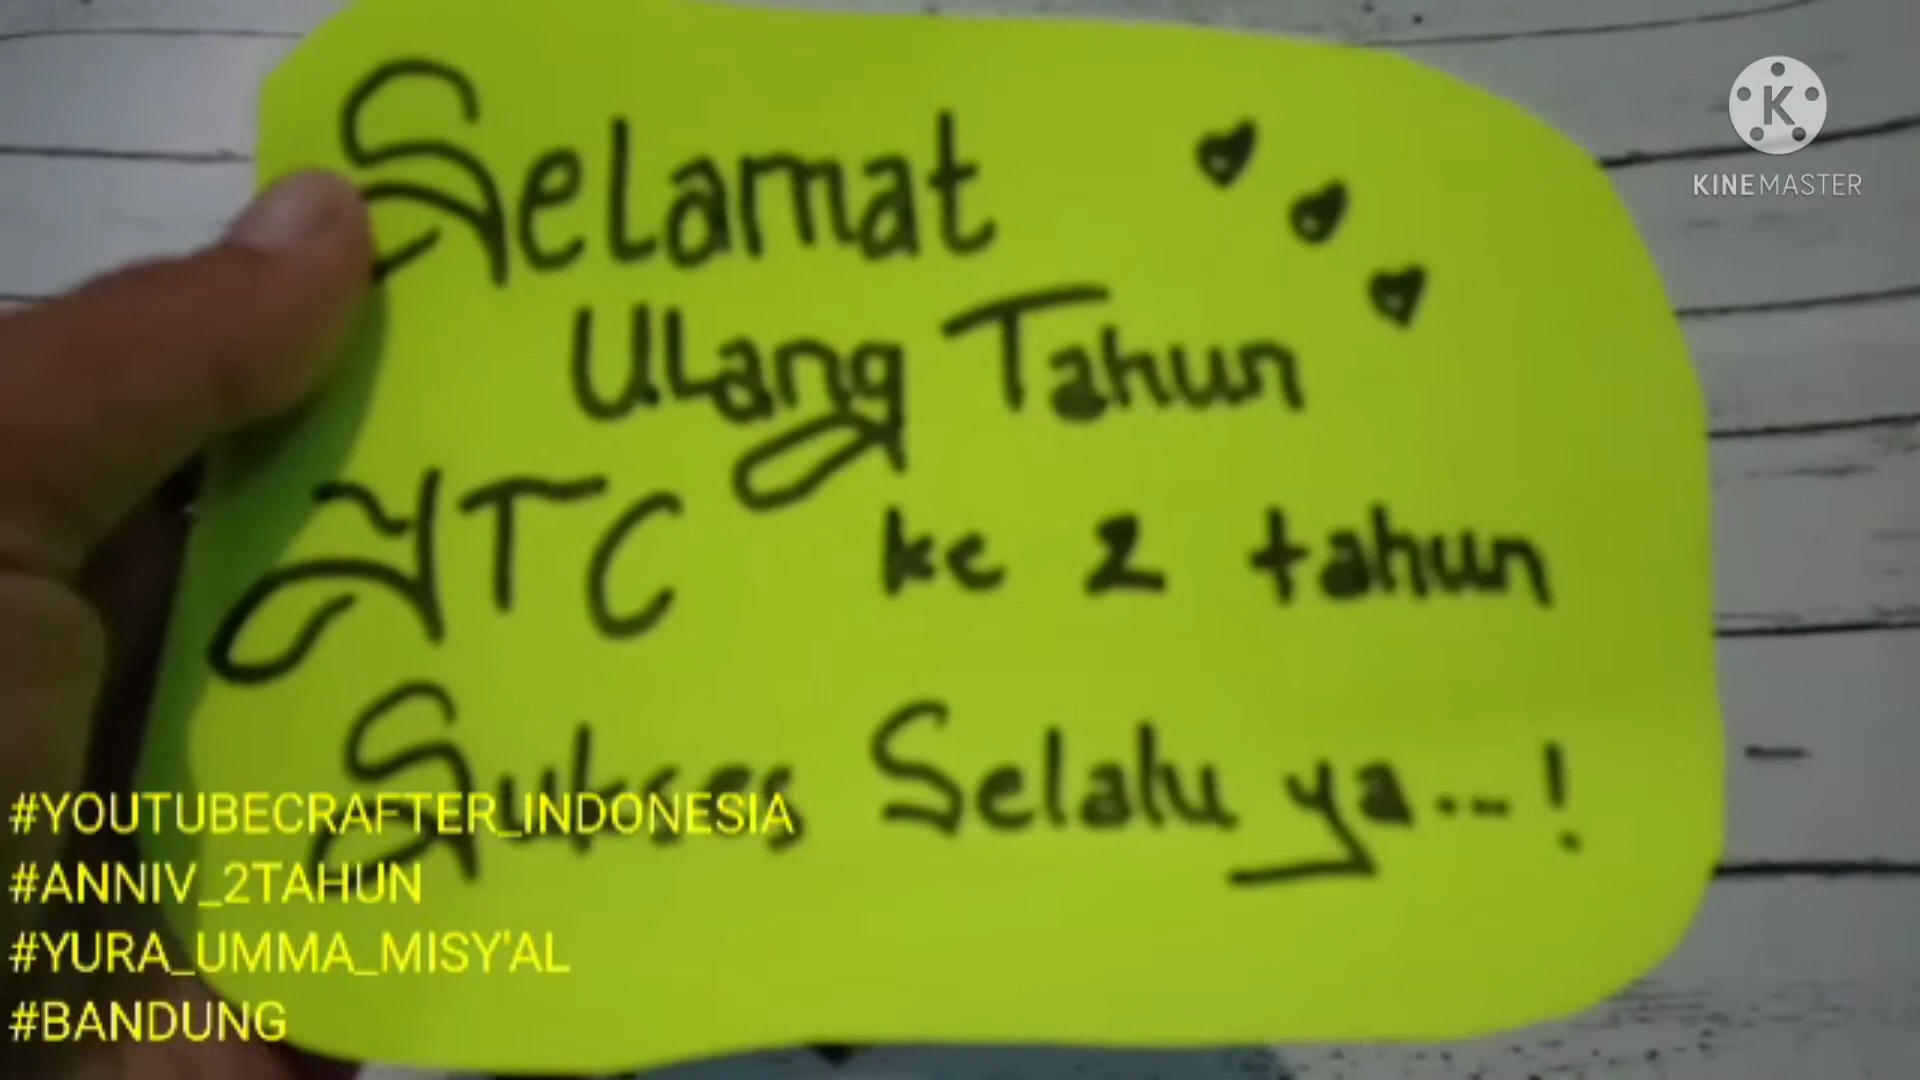 Selamat
Ulang Tahun
YTC ke 2 tahun
Sukses Selalu ya...!
KINEMASTER
#YOUTUBECRAFTER_INDONESIA
#ANNIV_2TAHUN
#YURA_UMMA_MISY'AL
#BANDUNG